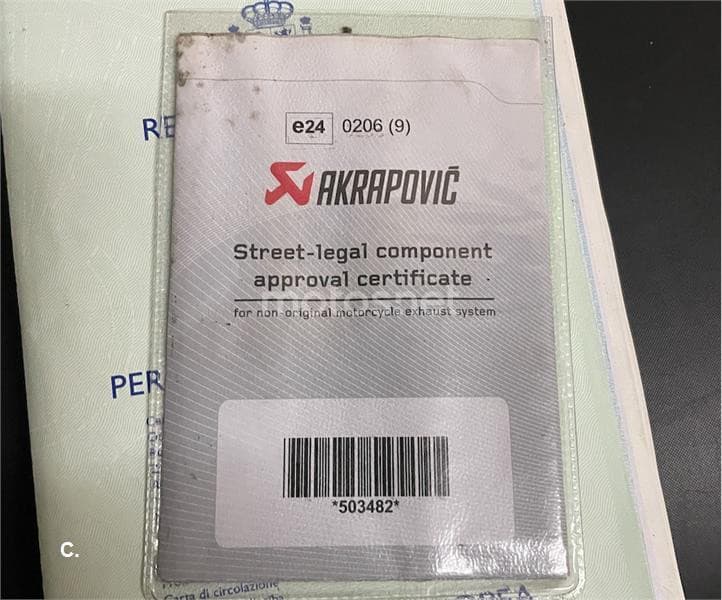 RE
e24 0206 (9)
AKRAPOVIČ
Street-legal component
approval certificate
motosnet
for non-original motorcycle exhaust system
PER
*503482*
C.
Carta di circolazione